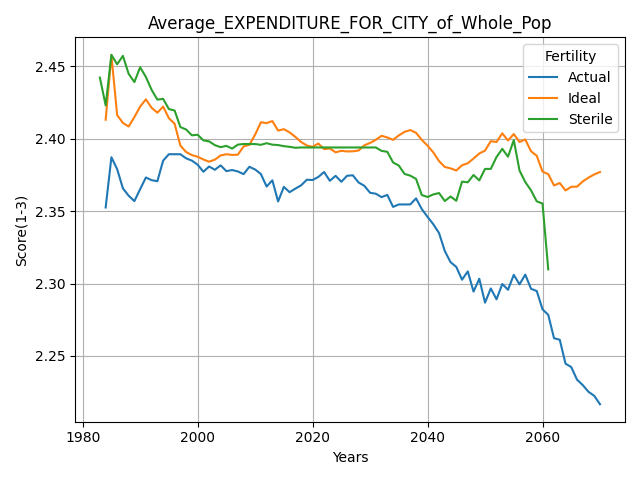 Average_EXPENDITURE_FOR_CITY_of_Whole_Pop
Fertility
Actual
Ideal
Sterile
Score(1-3)
2.45
2.40
2.35
2.30
2.25
1980 2000 2020 2040 2060
Years